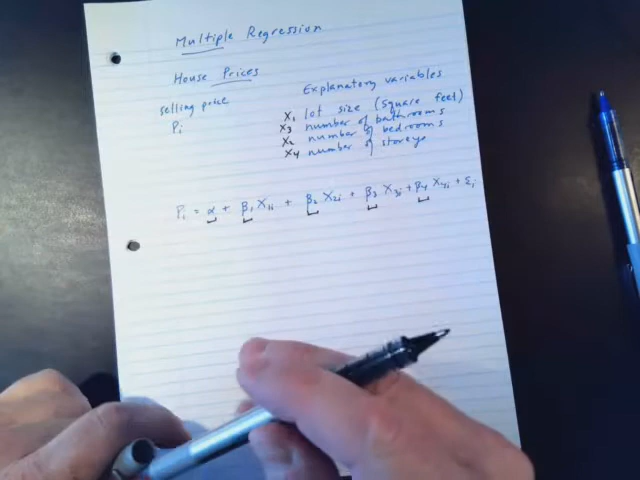 Multiple Regression
House Prices
Explanatory variables
selling price
Pi
X1 lot size (square feet)
X3 number of bathrooms
X2 number of bedrooms
X4 number of storeys
Pi = α + β1 X1i + β2 X2i + β3 X3i + β4 X4i + Σi